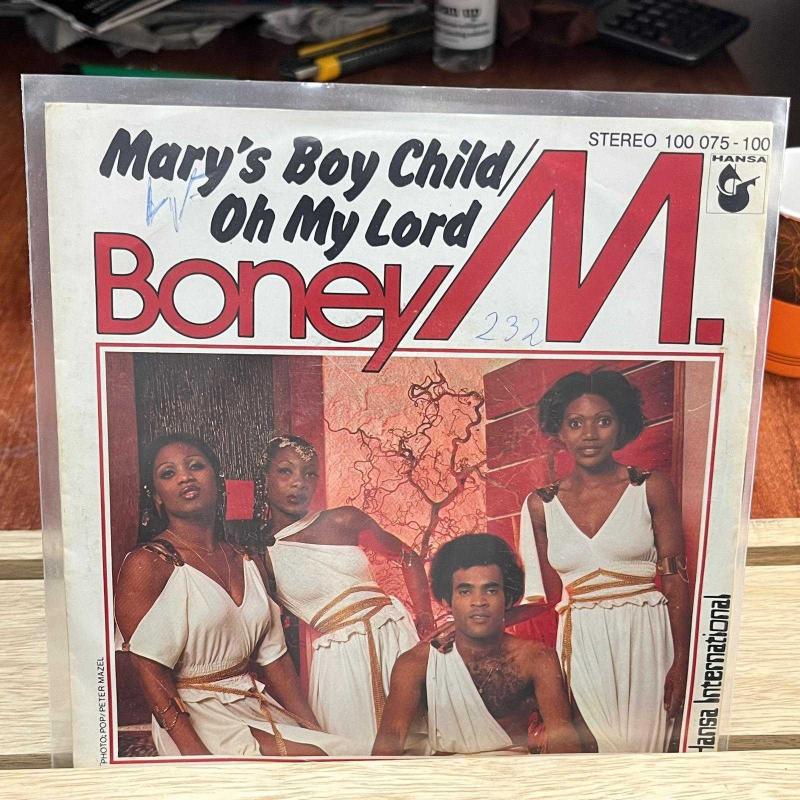 Mary's Boy Child/
Oh My Lord
Boney M.
STEREO 100 075-100
HANSA
232
PHOTO: POP/PETER MAZEL
Hansa International